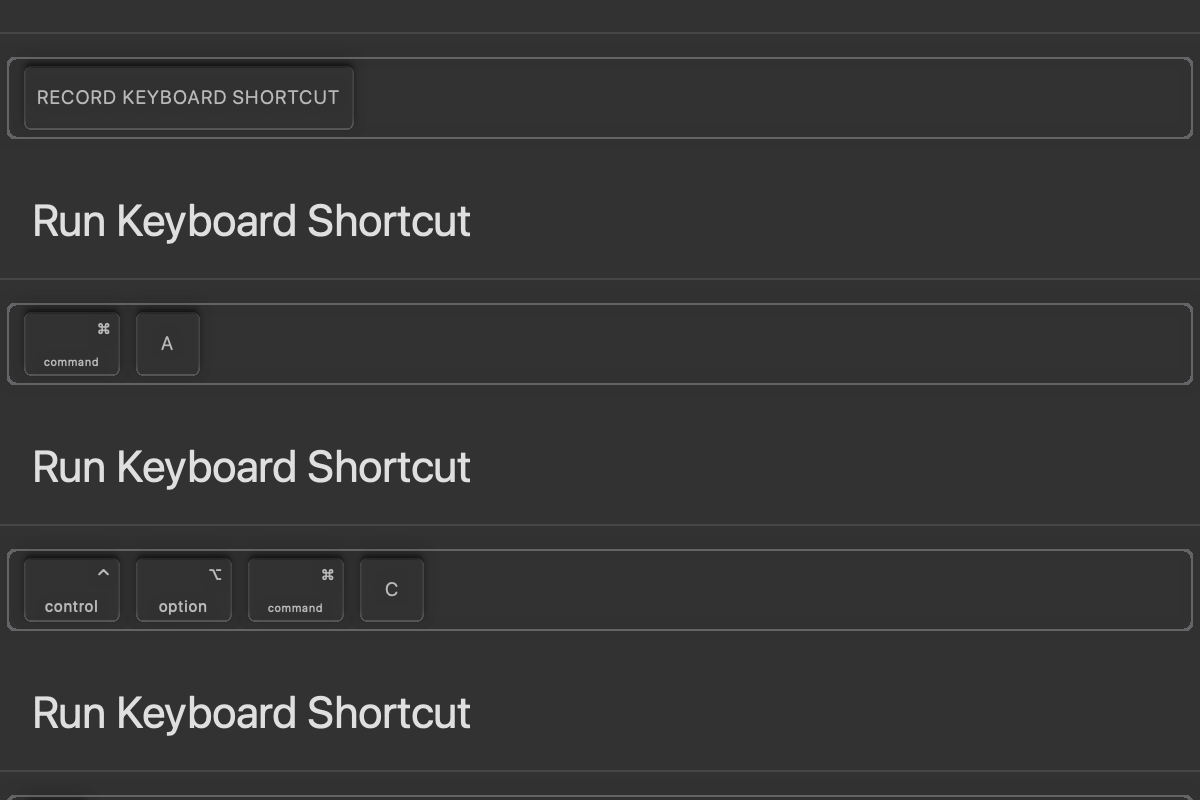 RECORD KEYBOARD SHORTCUT
Run Keyboard Shortcut
⌘
command A
Run Keyboard Shortcut
^ ⌥ ⌘
control option command C
Run Keyboard Shortcut